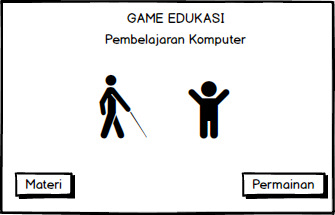 GAME EDUKASI
Pembelajaran Komputer
Materi
Permainan